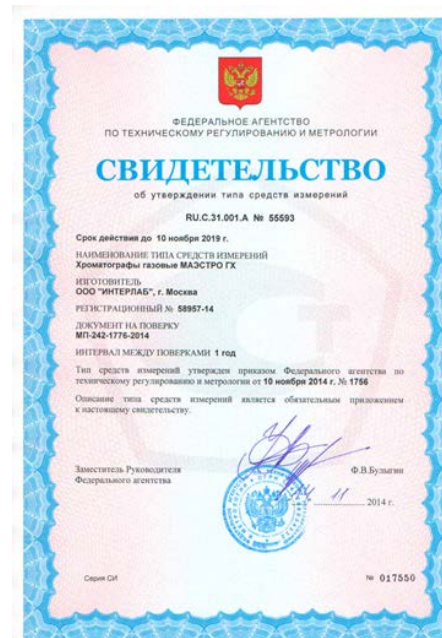 ФЕДЕРАЛЬНОЕ АГЕНТСТВО
ПО ТЕХНИЧЕСКОМУ РЕГУЛИРОВАНИЮ И МЕТРОЛОГИИ
СВИДЕТЕЛЬСТВО
об утверждении типа средств измерений
RU.C.31.001.A № 55593
Срок действия до 10 ноября 2019 г.
НАИМЕНОВАНИЕ ТИПА СРЕДСТВ ИЗМЕРЕНИЙ
Хроматографы газовые МАЭСТРО ГХ
ИЗГОТОВИТЕЛЬ
ООО "ИНТЕРЛАБ", г. Москва
РЕГИСТРАЦИОННЫЙ № 58957-14
ДОКУМЕНТ НА ПОВЕРКУ
МП-242-1776-2014
ИНТЕРВАЛ МЕЖДУ ПОВЕРКАМИ 1 год
Тип средств измерений утвержден приказом Федерального агентства по
техническому регулированию и метрологии от 10 ноября 2014 г. № 1756
Описание типа средств измерений является обязательным приложением
к настоящему свидетельству.
Заместитель Руководителя
Федерального агентства
Ф.В.Булыгин
14 11 2014 г.
Серия СИ
№ 017550